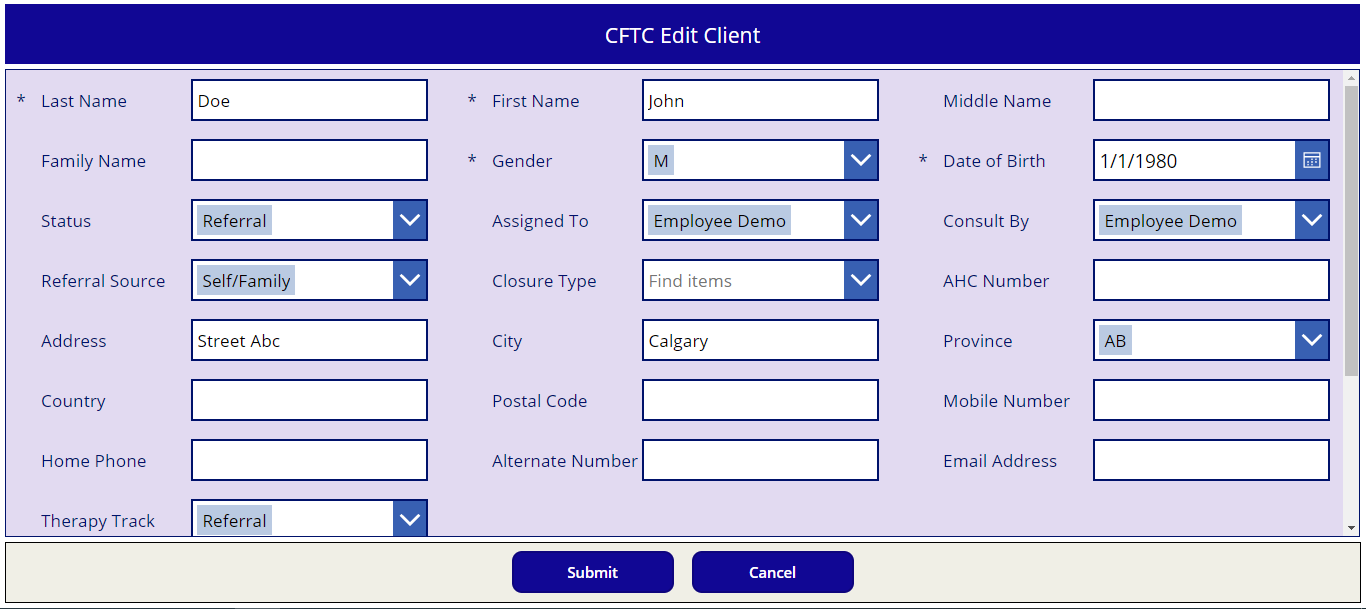 CFTC Edit Client
* Last Name Doe * First Name John Middle Name
Family Name * Gender M * Date of Birth 1/1/1980
Status Referral Assigned To Employee Demo Consult By Employee Demo
Referral Source Self/Family Closure Type Find items AHC Number
Address Street Abc City Calgary Province AB
Country Postal Code Mobile Number
Home Phone Alternate Number Email Address
Therapy Track Referral
Submit Cancel